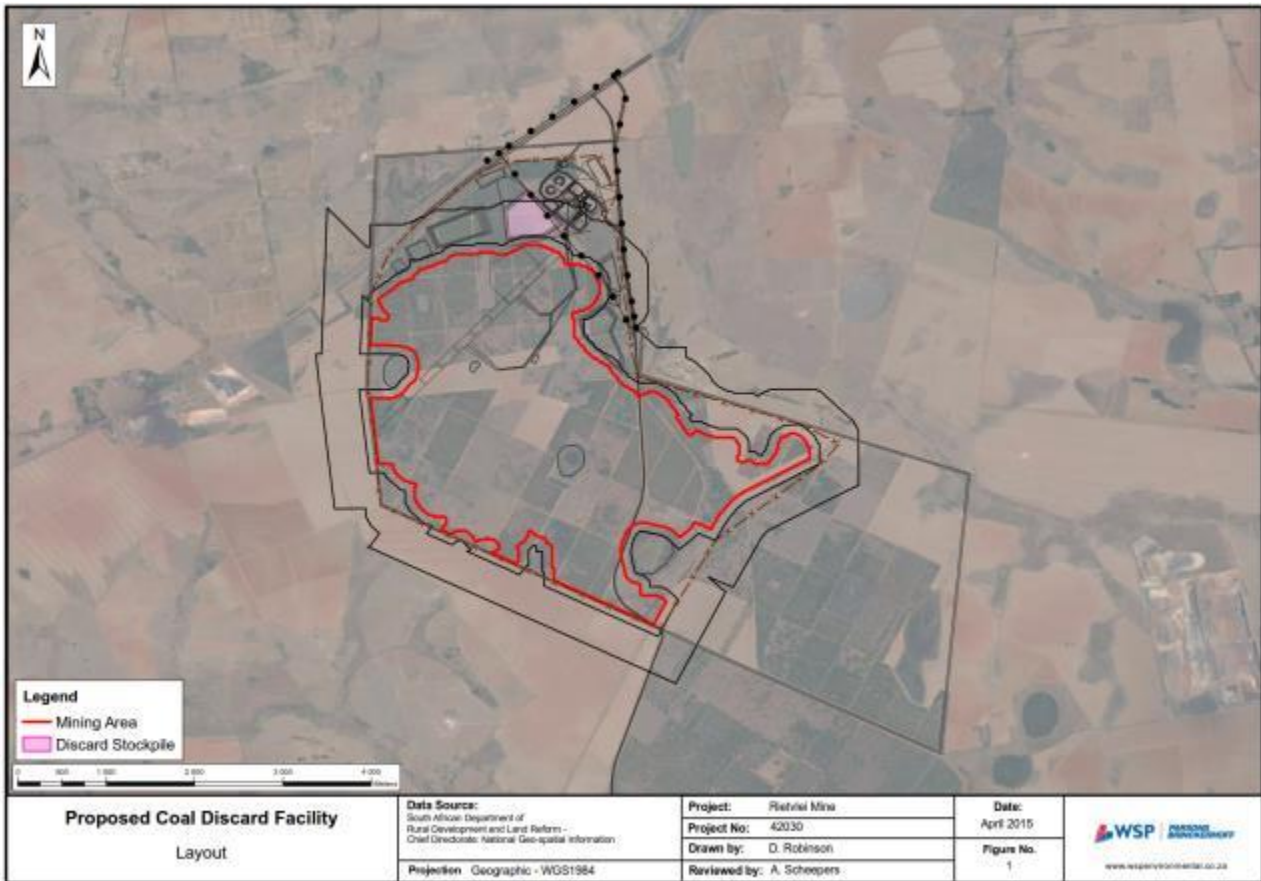 N
Legend
Mining Area
Discard Stockpile
0 500 1 000 2 000 3 000 4 000
Meters
Proposed Coal Discard Facility
Layout
Data Source:
South African Department of
Rural Development and Land Reform -
Chief Directorate: National Geo-spatial Information
Projection Geographic - WGS1984
Project: Rietvlei Mine
Project No: 42030
Drawn by: D. Robinson
Reviewed by: A. Scheepers
Date:
April 2015
Figure No.
1
WSP PARSONS
BRINCKERHOFF
www.wspenvironmental.co.za